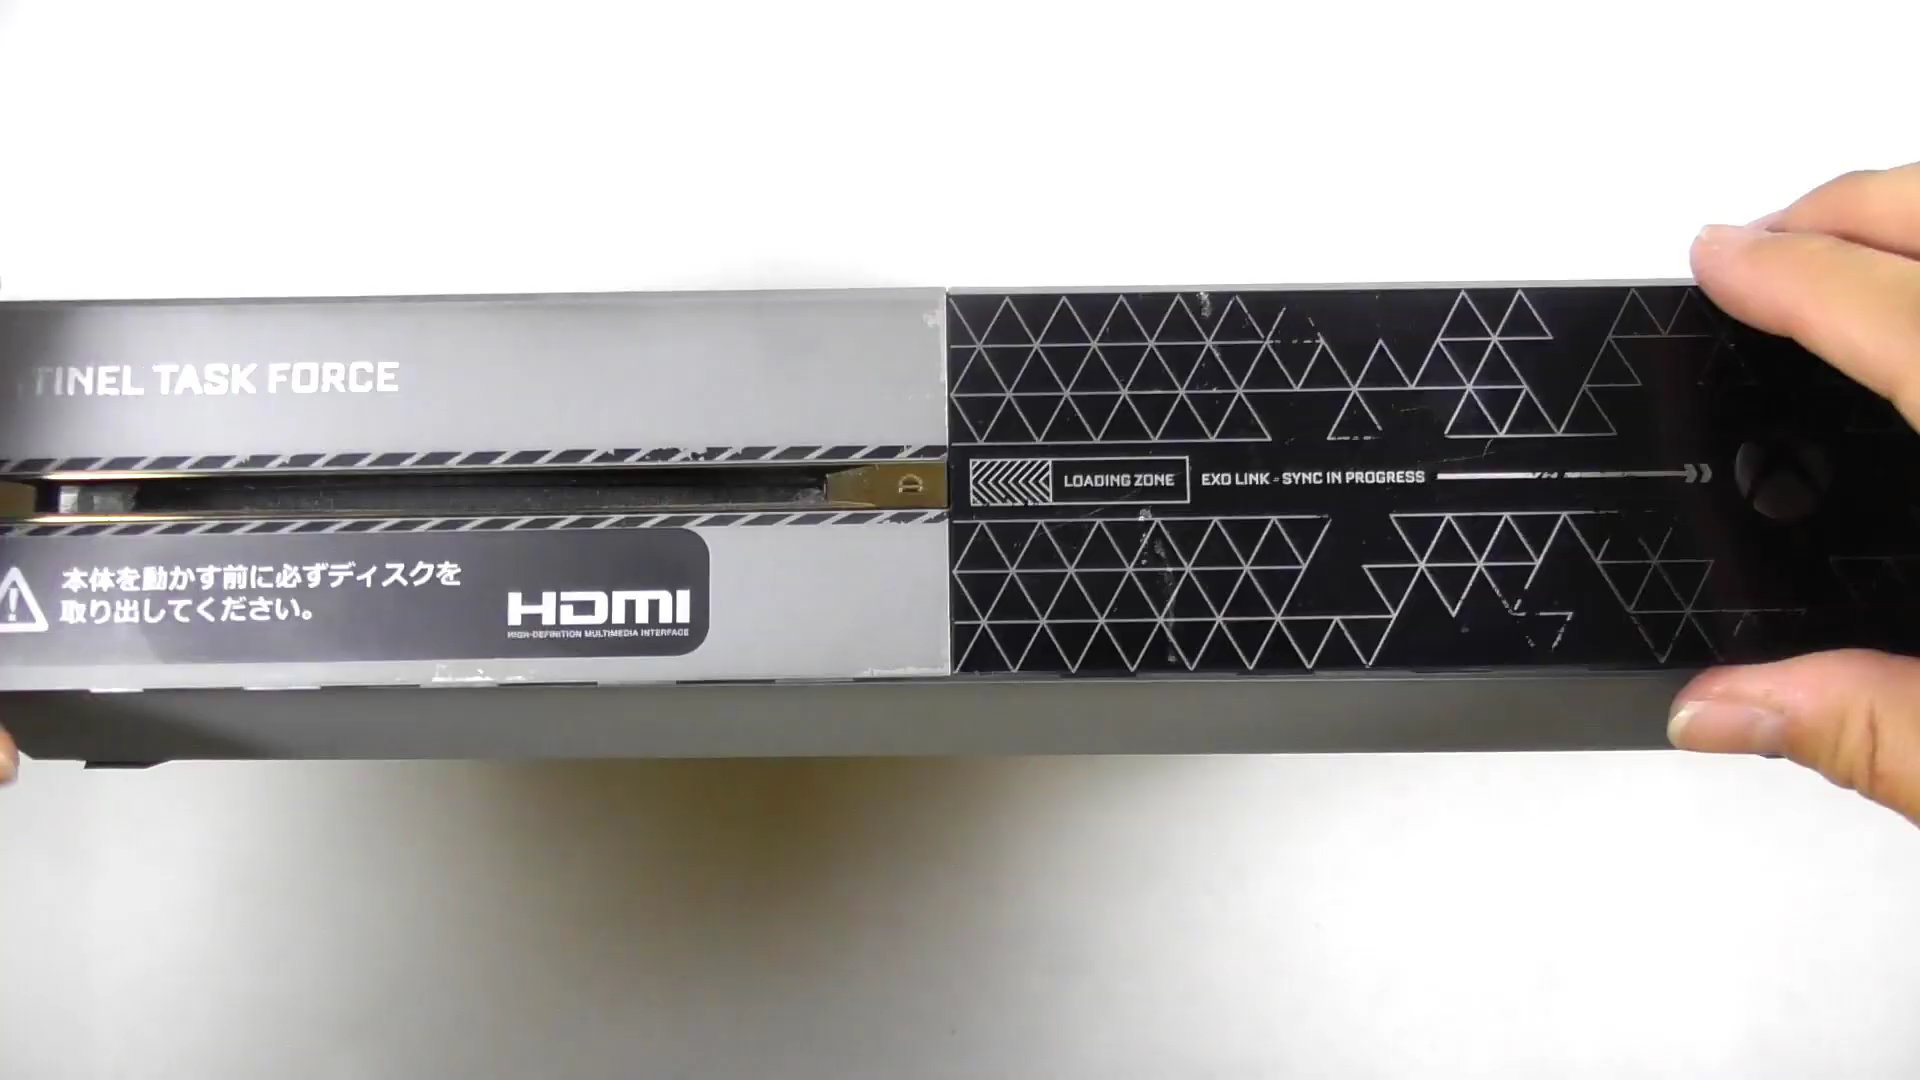 TINEL TASK FORCE
本体を動かす前に必ずディスクを
取り出してください。
HDMI
HIGH-DEFINITION MULTIMEDIA INTERFACE
LOADING ZONE
EXO LINK - SYNC IN PROGRESS